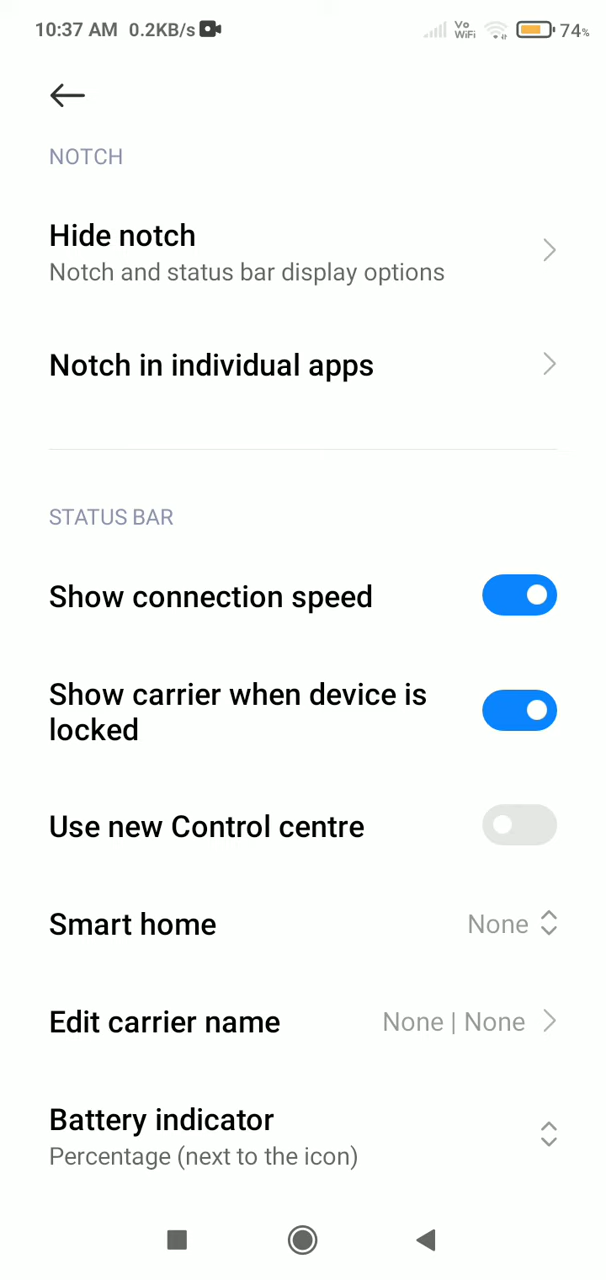 10:37 AM 0.2KB/s Vo WiFi 74%
NOTCH
Hide notch
Notch and status bar display options
Notch in individual apps
STATUS BAR
Show connection speed
Show carrier when device is
locked
Use new Control centre
Smart home None
Edit carrier name None | None
Battery indicator
Percentage (next to the icon)